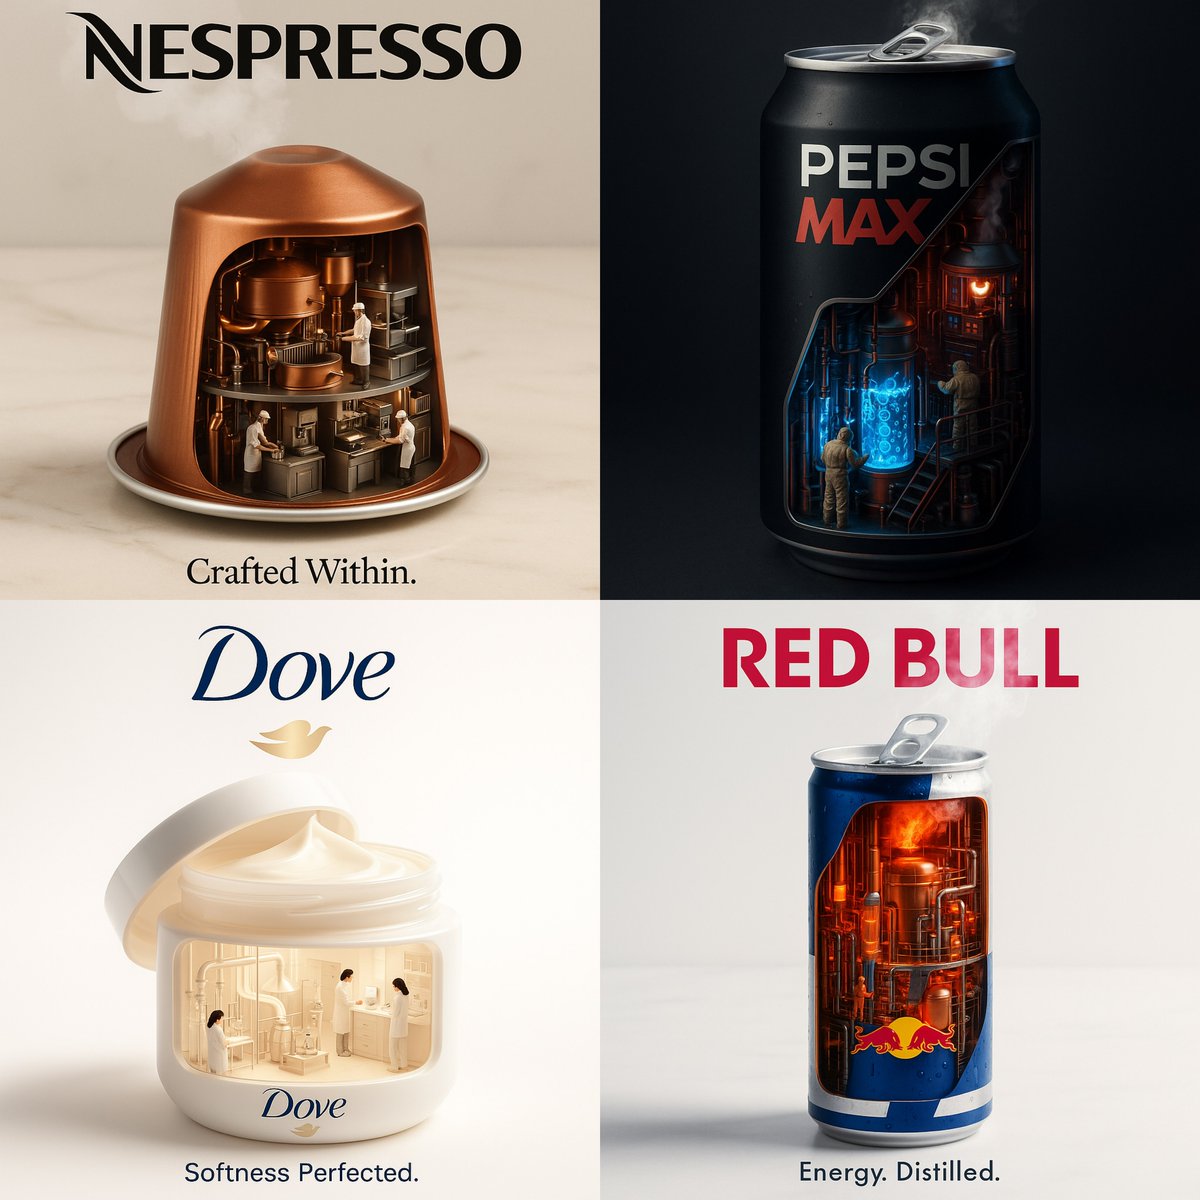 NESPRESSO
Crafted Within.
PEPSI
MAX
Dove
Dove
Softness Perfected.
RED BULL
Energy. Distilled.